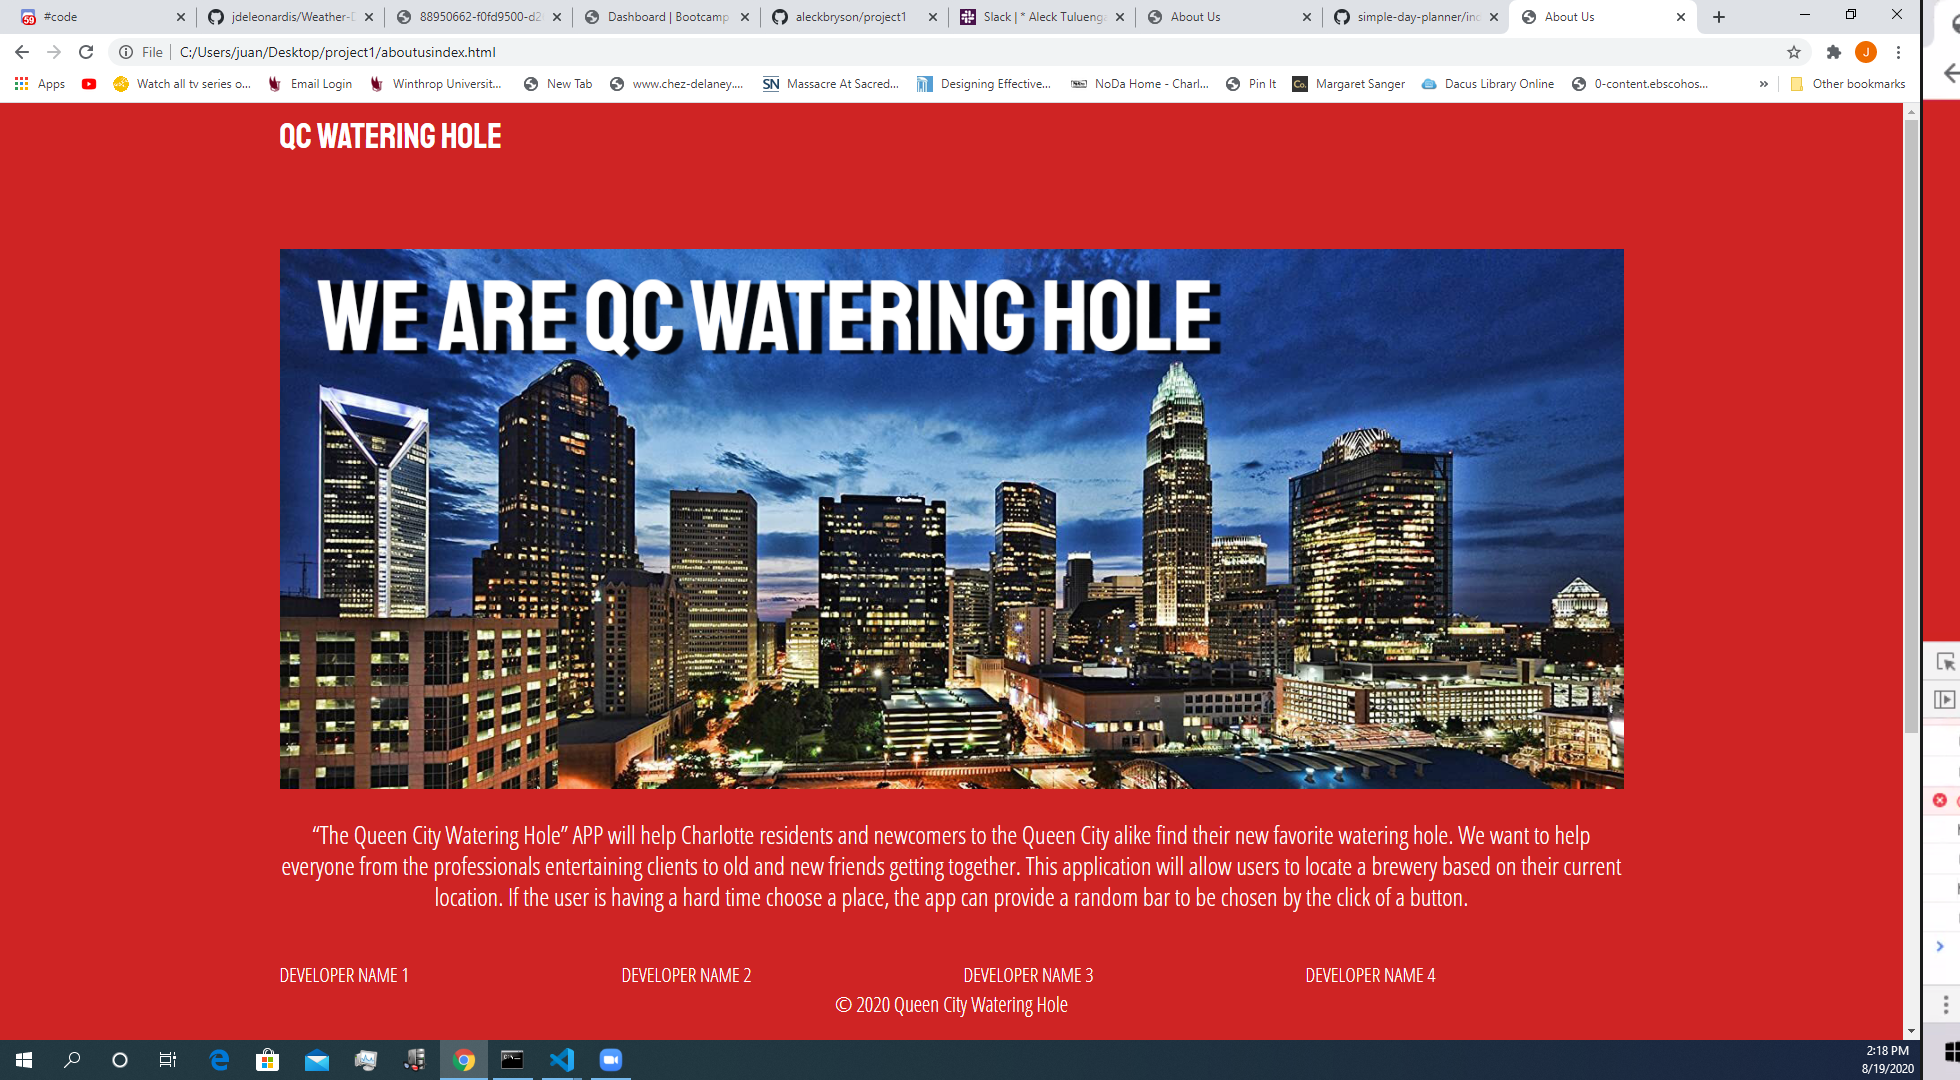 #code
jdeleonardis/Weather-D
88950662-f0fd9500-d2
Dashboard | Bootcamp
aleckbryson/project1
Slack | * Aleck Tuluenga
About Us
simple-day-planner/ind
About Us
File
C:/Users/juan/Desktop/project1/aboutusindex.html
J
Apps
Watch all tv series o...
Email Login
Winthrop Universit...
New Tab
www.chez-delaney....
SN
Massacre At Sacred...
Designing Effective...
NoDa Home - Charl...
Pin It
Co.
Margaret Sanger
Dacus Library Online
0-content.ebscohos...
»
Other bookmarks
QC WATERING HOLE
WE ARE QC WATERING HOLE
“The Queen City Watering Hole” APP will help Charlotte residents and newcomers to the Queen City alike find their new favorite watering hole. We want to help
everyone from the professionals entertaining clients to old and new friends getting together. This application will allow users to locate a brewery based on their current
location. If the user is having a hard time choose a place, the app can provide a random bar to be chosen by the click of a button.
DEVELOPER NAME 1
DEVELOPER NAME 2
DEVELOPER NAME 3
DEVELOPER NAME 4
© 2020 Queen City Watering Hole
2:18 PM
8/19/2020